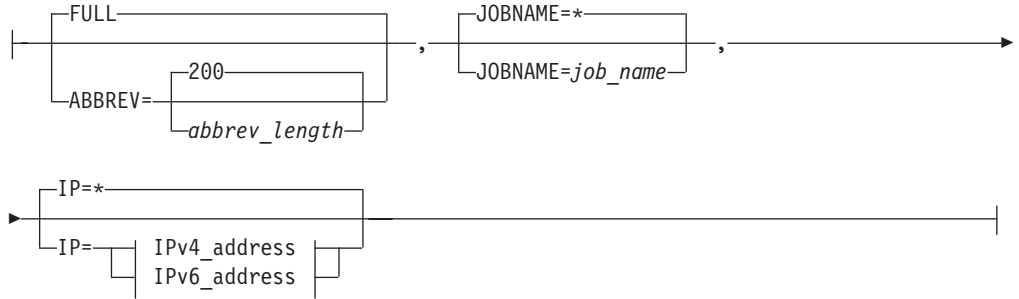 FULL
,
JOBNAME=*
,
ABBREV=
200
abbrev_length
JOBNAME=job_name
IP=*
IP=
IPv4_address
IPv6_address